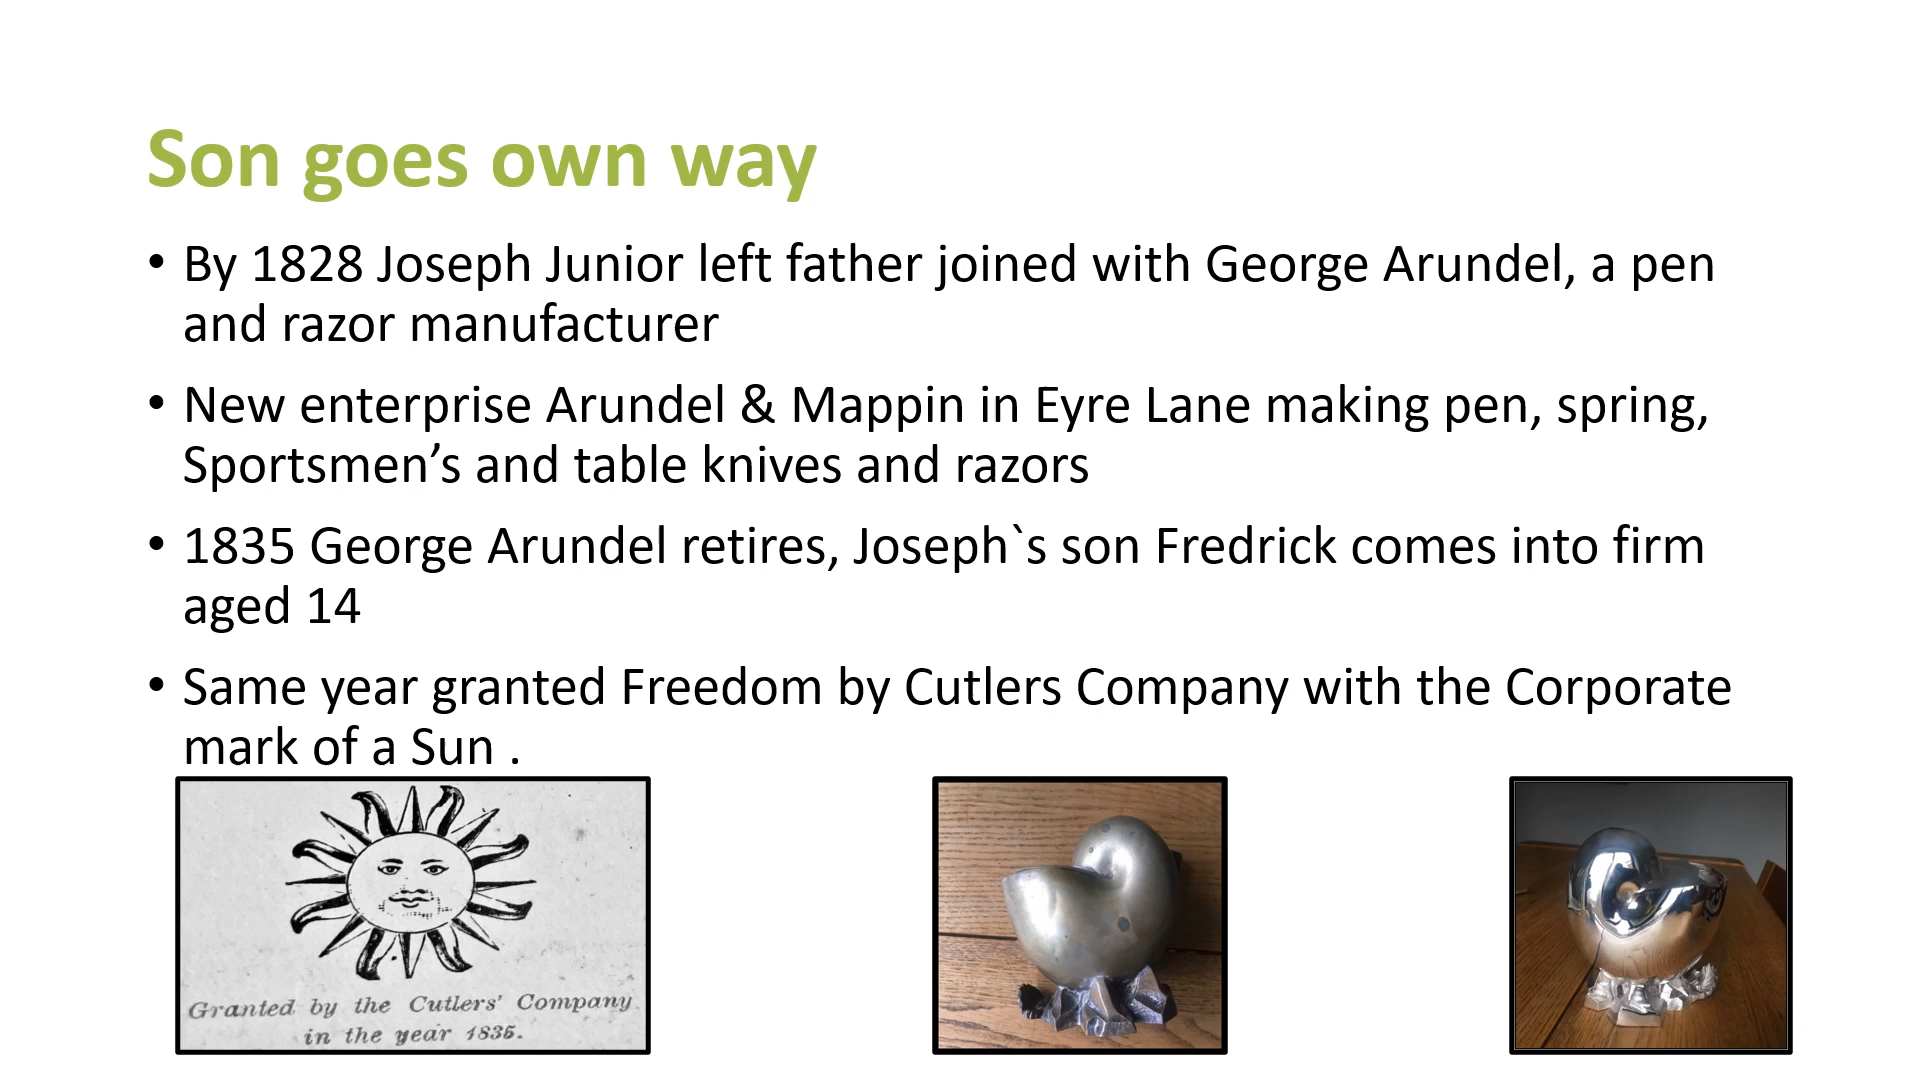 Son goes own way
• By 1828 Joseph Junior left father joined with George Arundel, a pen
and razor manufacturer
• New enterprise Arundel & Mappin in Eyre Lane making pen, spring,
Sportsmen’s and table knives and razors
• 1835 George Arundel retires, Joseph`s son Fredrick comes into firm
aged 14
• Same year granted Freedom by Cutlers Company with the Corporate
mark of a Sun .
Granted by the Cutlers' Company
in the year 1835.